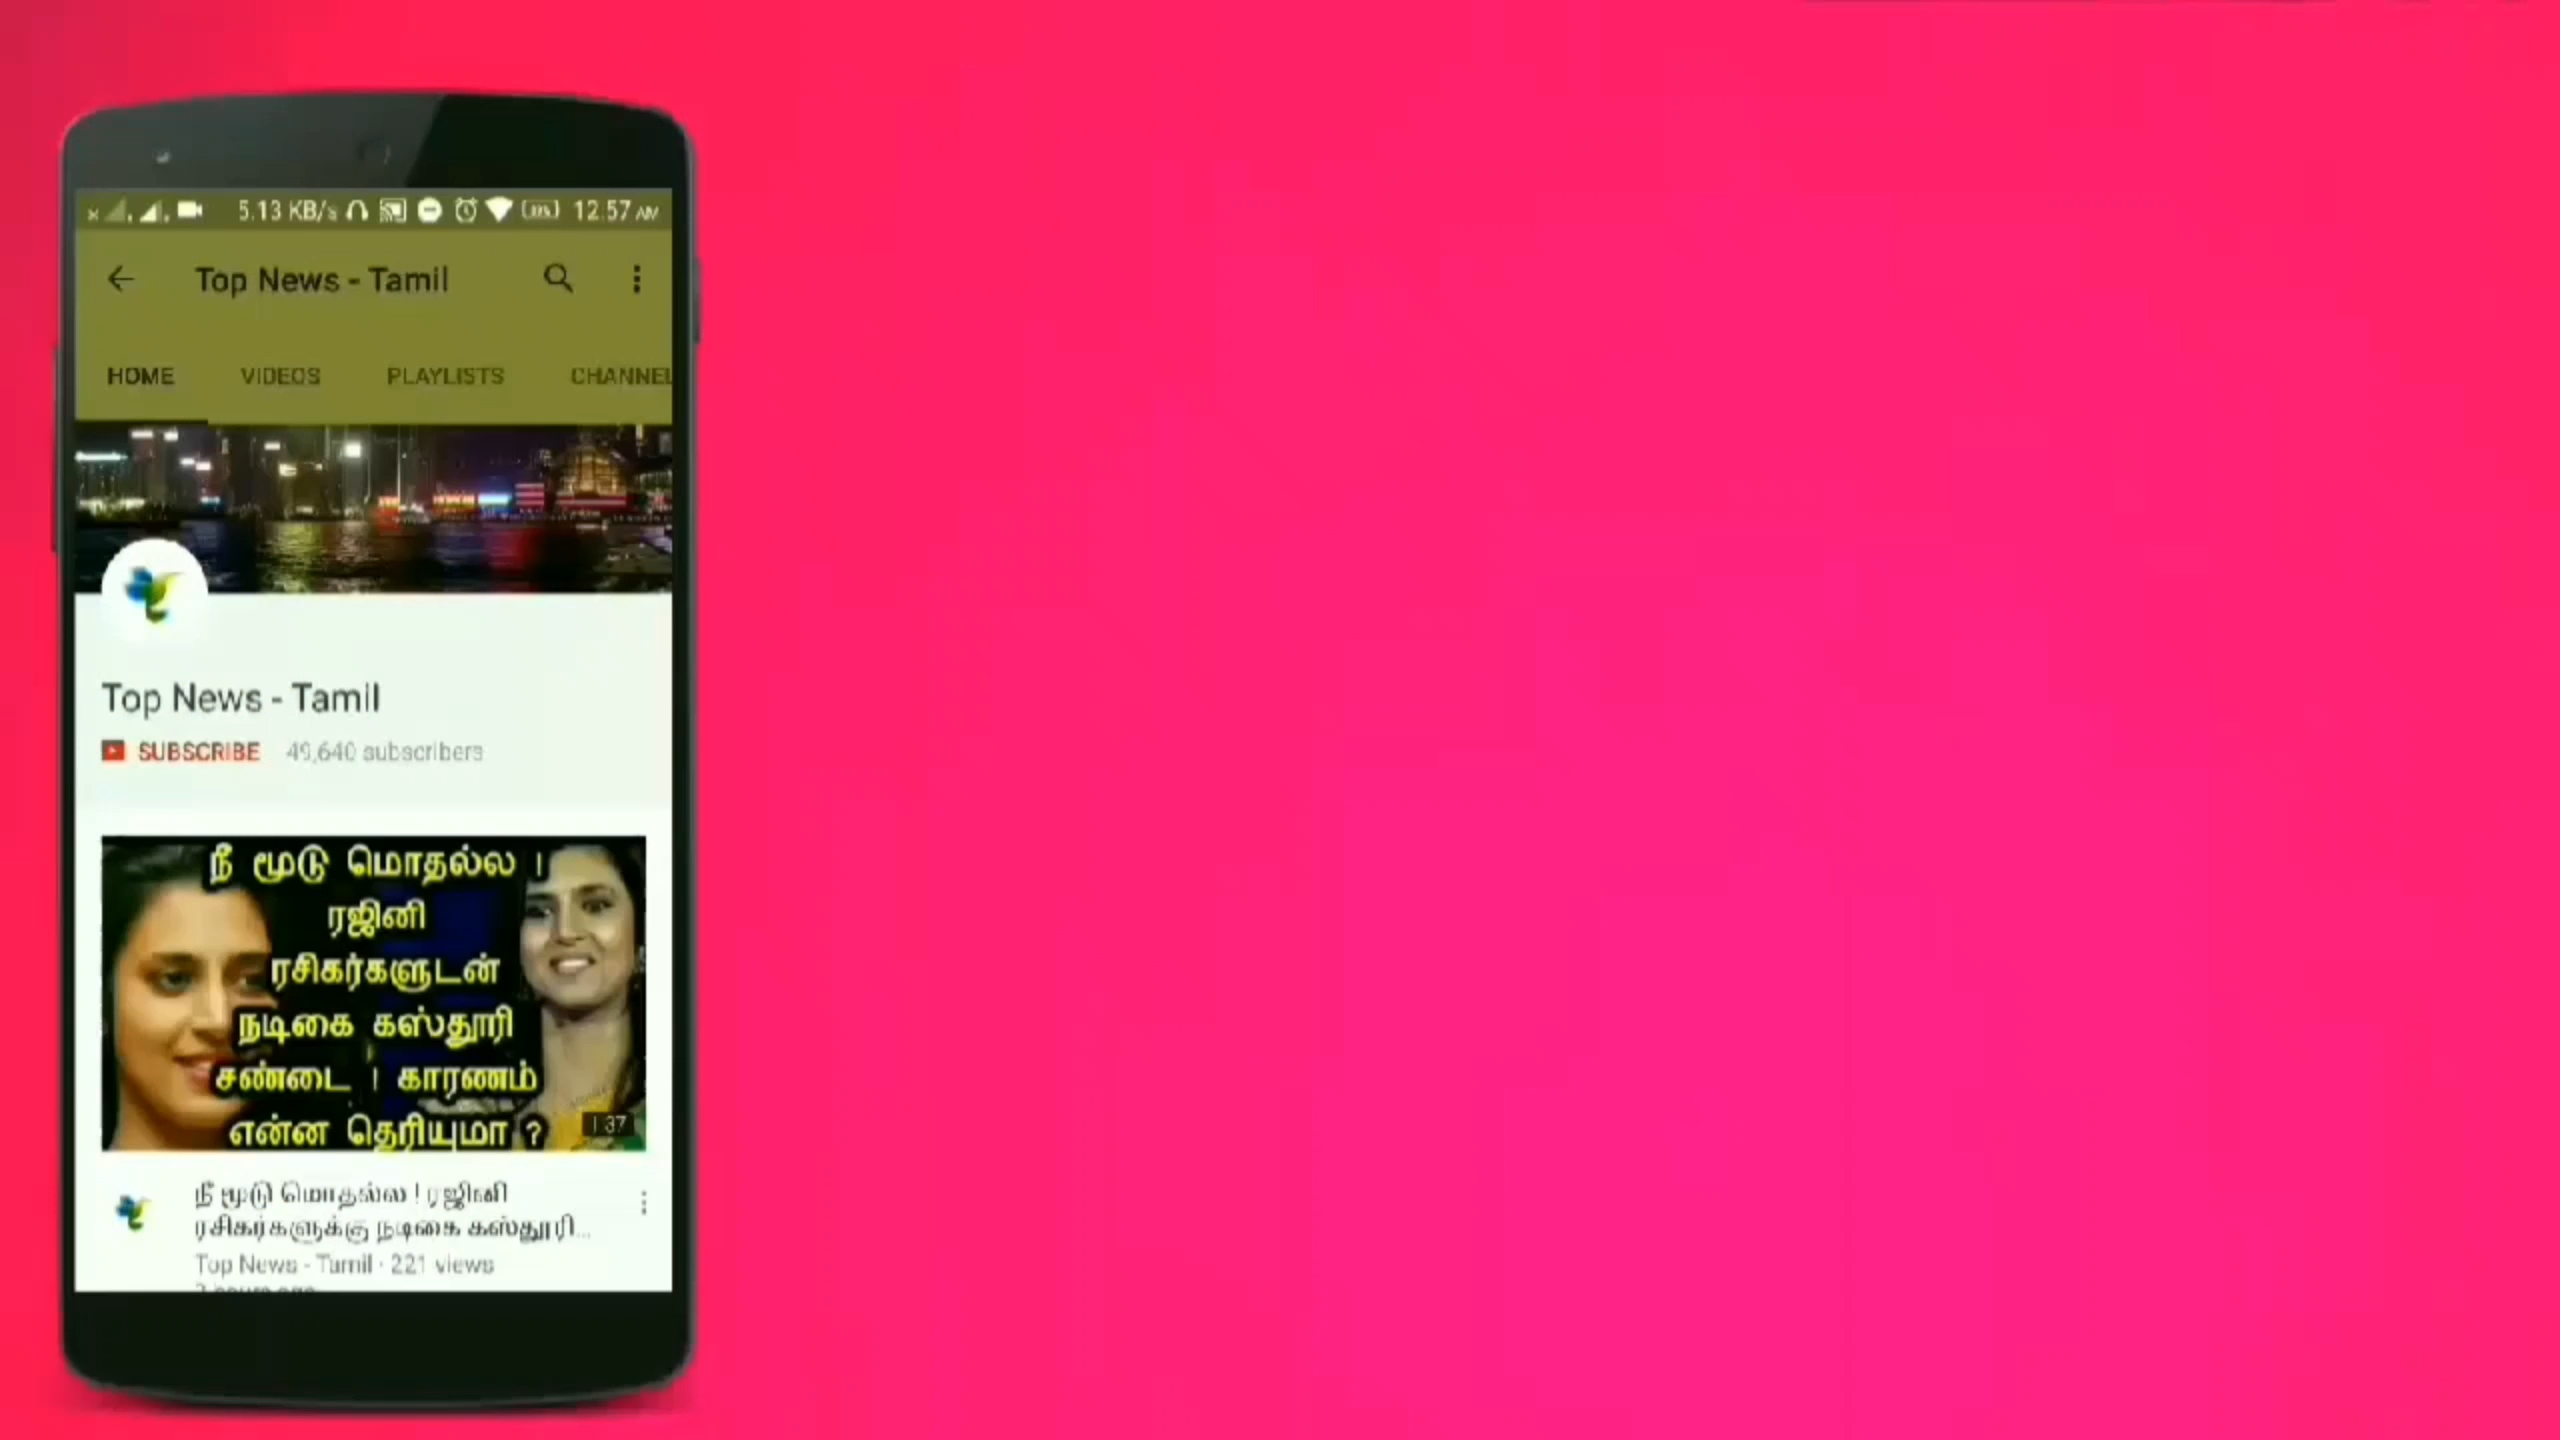 5.13 KB/s 12.57 AM
Top News - Tamil
HOME VIDEOS PLAYLISTS CHANNEL
Top News - Tamil
SUBSCRIBE 49,640 subscribers
நீ மூடு மொதல்ல !
ரஜினி
ரசிகர்களுடன்
நடிகை கஸ்தூரி
சண்டை ! காரணம்
என்ன தெரியுமா ?
1:37
நீ மூடு மொதல்ல ! ரஜினி
ரசிகர்களுக்கு நடிகை கஸ்தூரி...
Top News - Tamil · 221 views